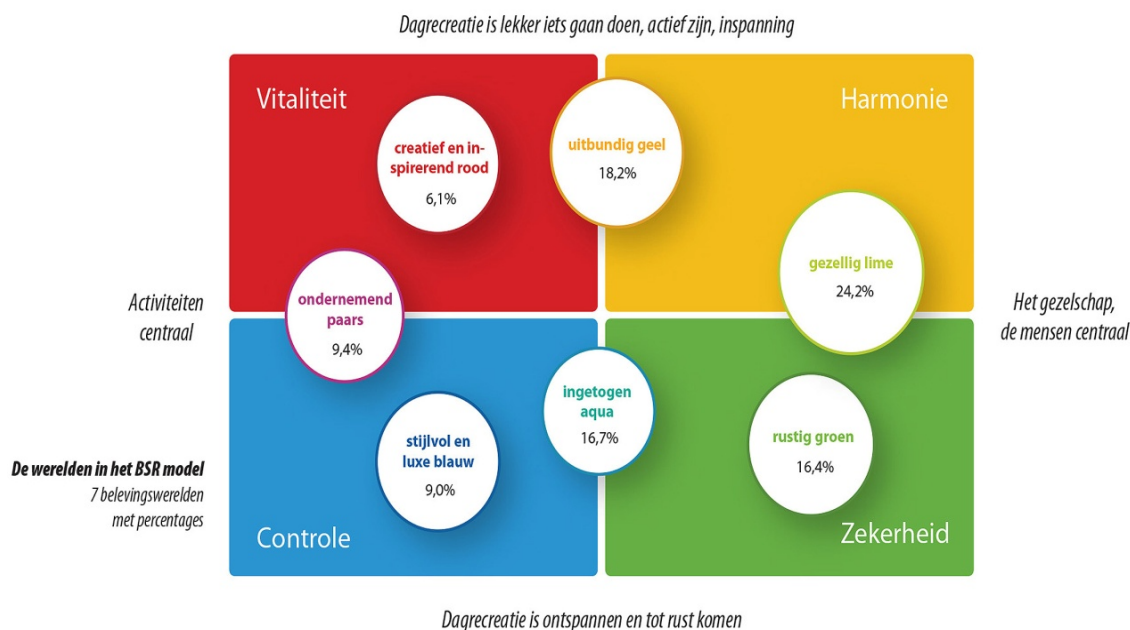 Dagrecreatie is lekker iets gaan doen, actief zijn, inspanning
Vitaliteit
Harmonie
creatief en in-
spirerend rood
6,1%
uitbundig geel
18,2%
gezellig lime
24,2%
Activiteiten
centraal
ondernemend
paars
9,4%
Het gezelschap,
de mensen centraal
ingetogen
aqua
16,7%
stijlvol en
luxe blauw
9,0%
rustig groen
16,4%
De werelden in het BSR model
7 belevingswerelden
met percentages
Controle
Zekerheid
Dagrecreatie is ontspannen en tot rust komen